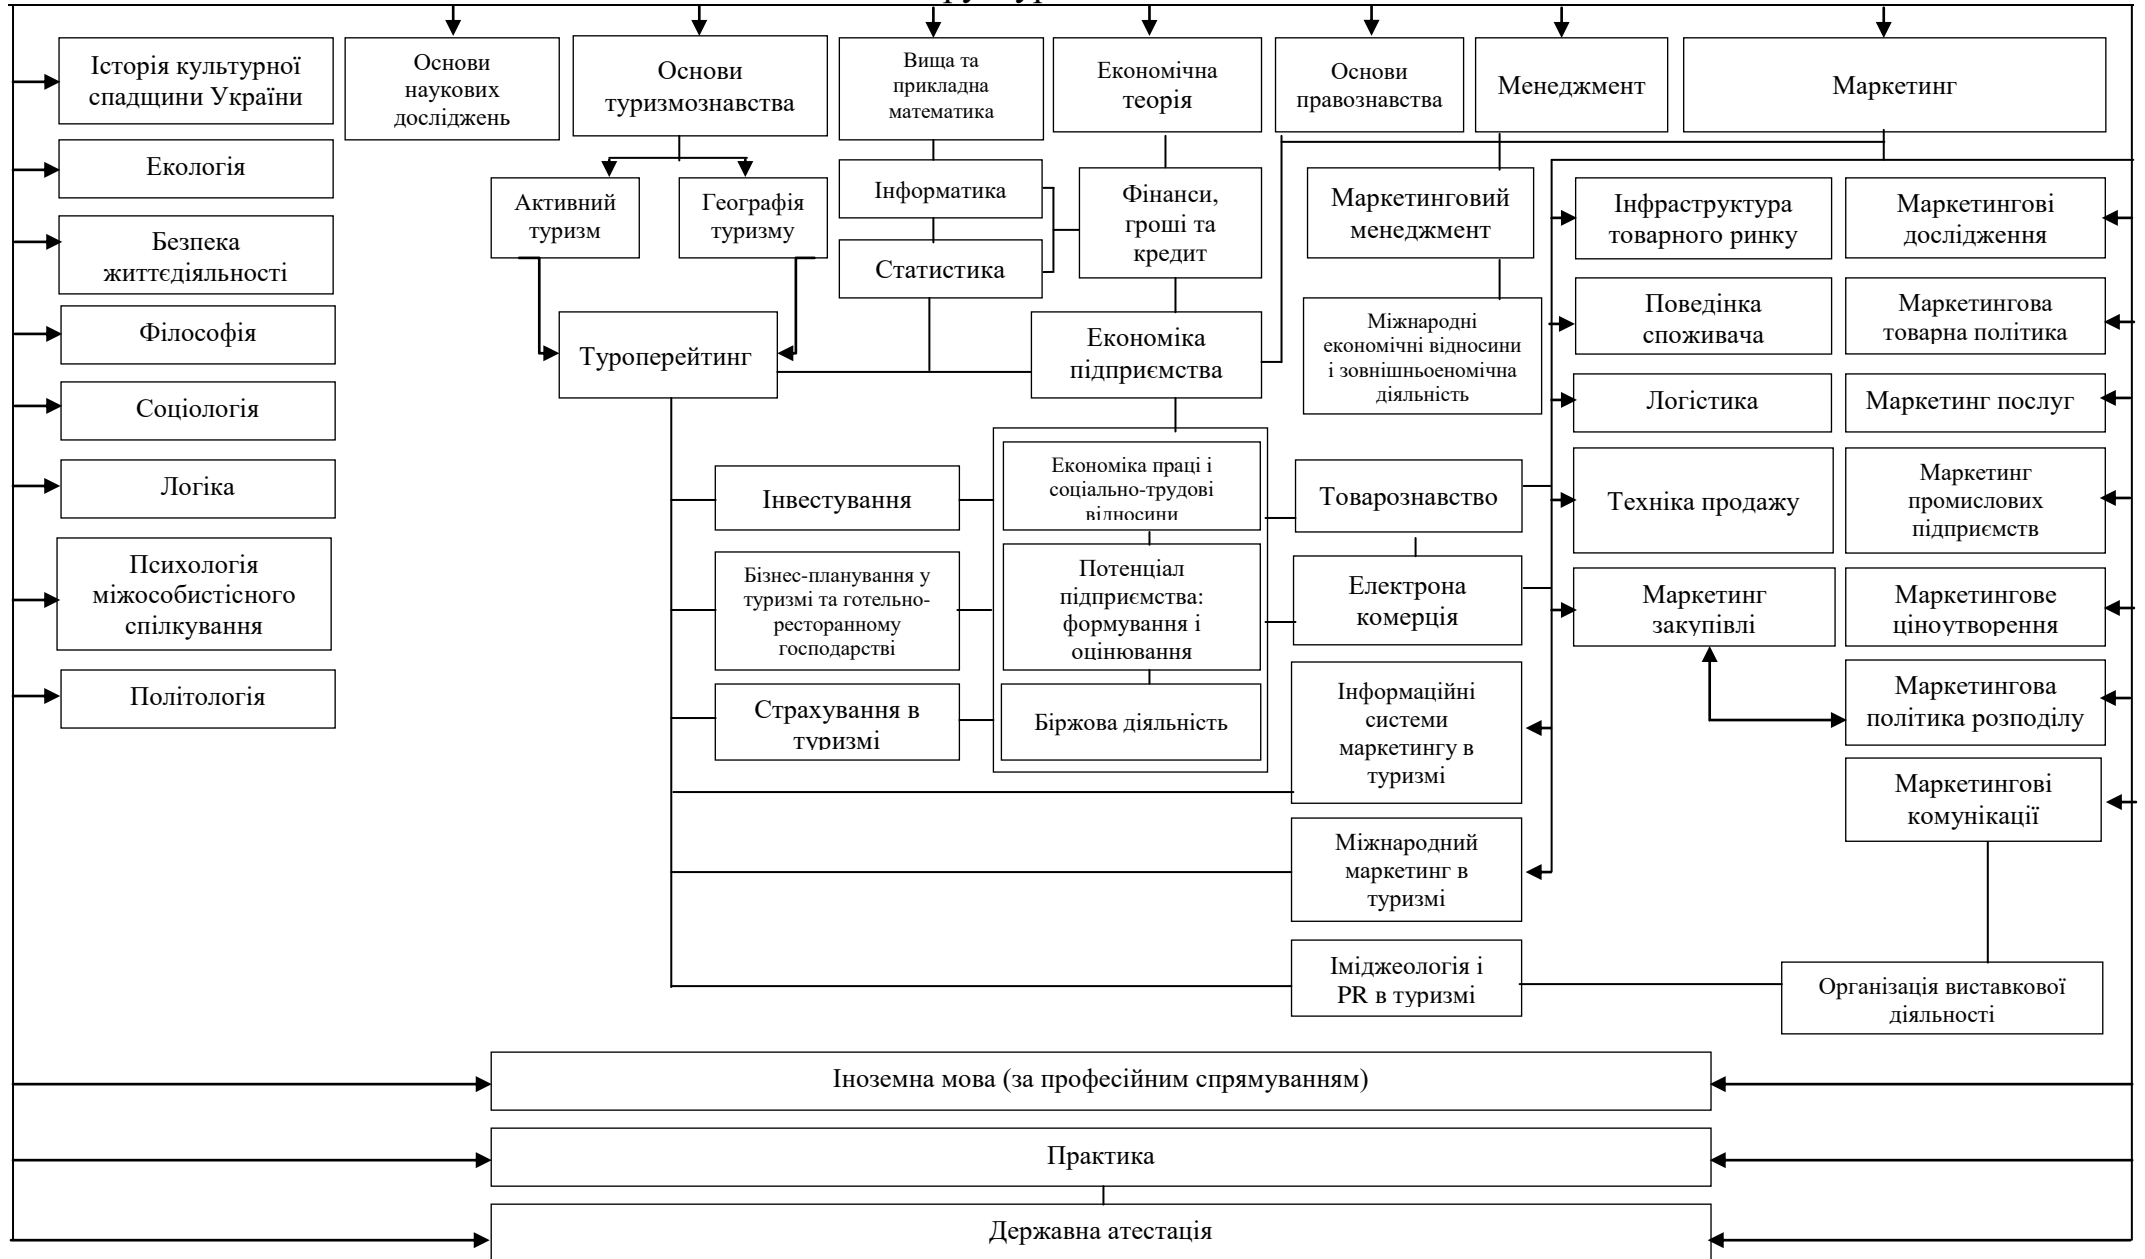 Історія культурної
спадщини України
Основи
наукових
досліджень
Основи
туризмознавства
Вища та
прикладна
математика
Економічна
теорія
Основи
правознавства
Менеджмент
Маркетинг
Екологія
Активний
туризм
Географія
туризму
Інформатика
Фінанси,
гроші та
кредит
Маркетинговий
менеджмент
Інфраструктура
товарного ринку
Маркетингові
дослідження
Безпека
життєдіяльності
Статистика
Філософія
Туроперейтинг
Економіка
підприємства
Міжнародні
економічні відносини
і зовнішньоеномічна
діяльність
Поведінка
споживача
Маркетингова
товарна політика
Соціологія
Логістика
Маркетинг послуг
Логіка
Інвестування
Економіка праці і
соціально-трудові
відносини
Товарознавство
Техніка продажу
Маркетинг
промислових
підприємств
Психологія
міжособистісного
спілкування
Бізнес-планування у
туризмі та готельно-
ресторанному
господарстві
Потенціал
підприємства:
формування і
оцінювання
Електрона
комерція
Маркетинг
закупівлі
Маркетингове
ціноутворення
Політологія
Страхування в
туризмі
Біржова діяльність
Інформаційні
системи
маркетингу в
туризмі
Маркетингова
політика розподілу
Маркетингові
комунікації
Міжнародний
маркетинг в
туризмі
Іміджеологія і
PR в туризмі
Організація виставкової
діяльності
Іноземна мова (за професійним спрямуванням)
Практика
Державна атестація